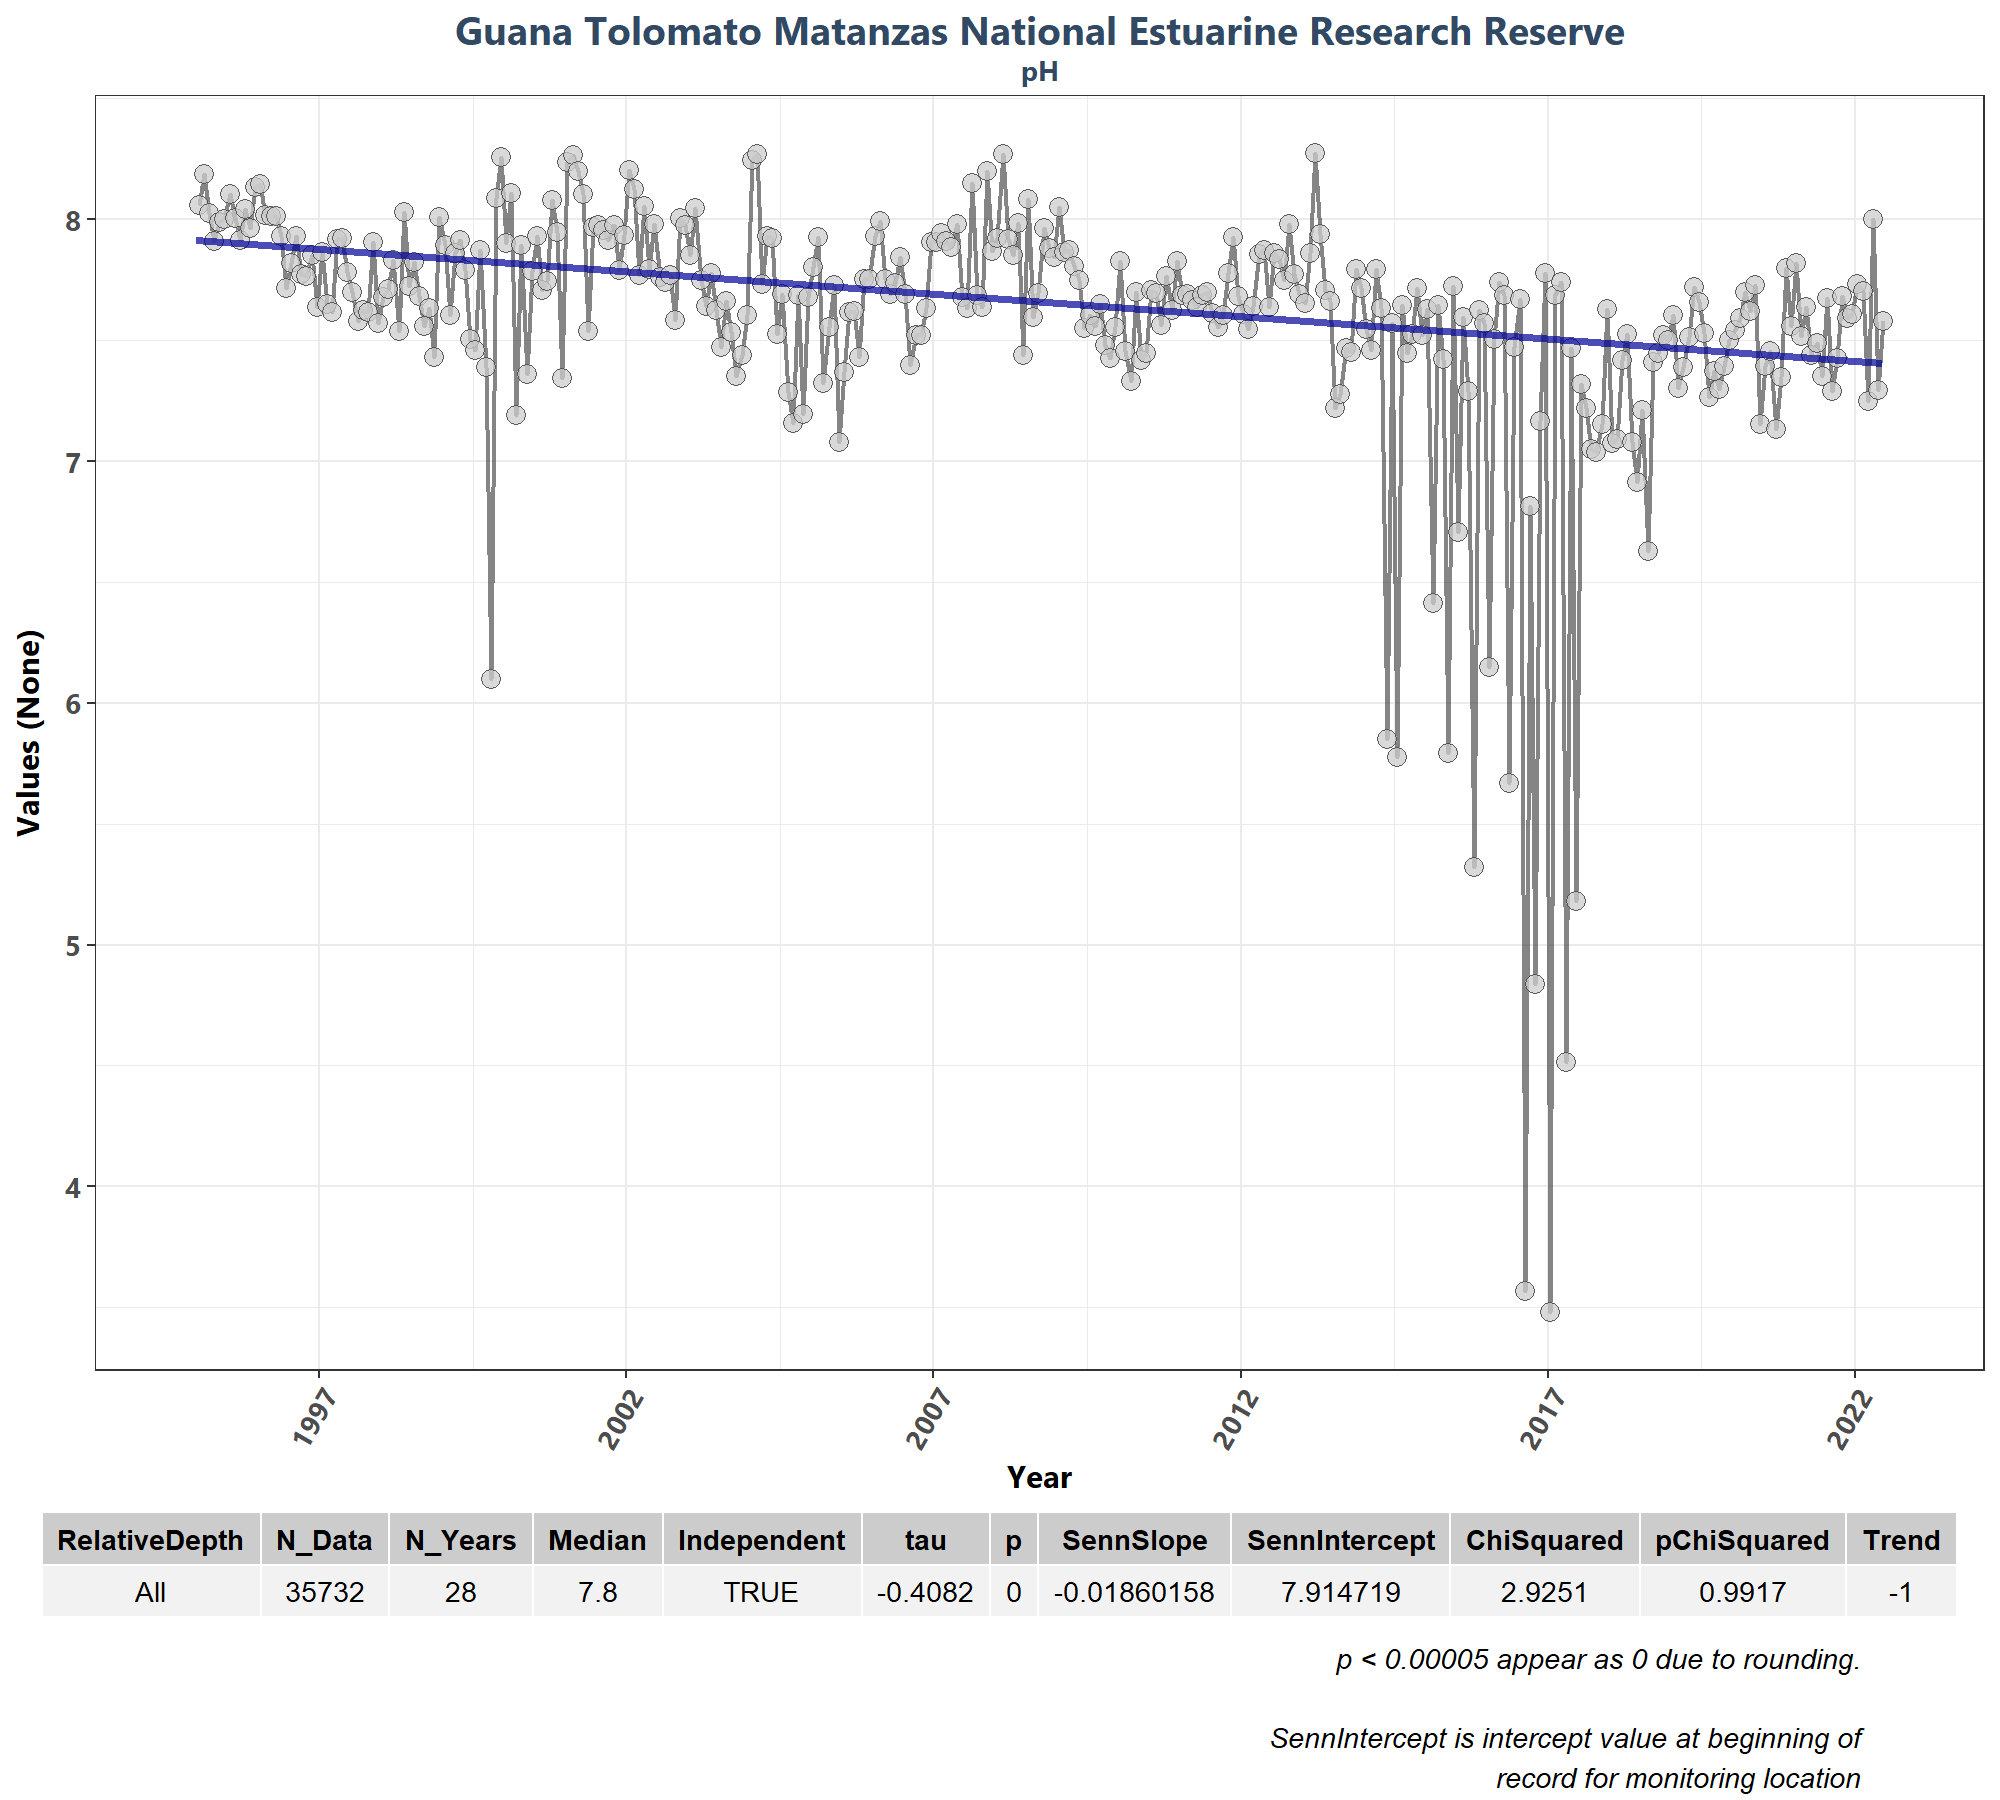 Guana Tolomato Matanzas National Estuarine Research Reserve
pH
Values (None)
8
7
6
5
4
1997 2002 2007 2012 2017 2022
Year
RelativeDepth N_Data N_Years Median Independent tau p SennSlope SennIntercept ChiSquared pChiSquared Trend
All 35732 28 7.8 TRUE -0.4082 0 -0.01860158 7.914719 2.9251 0.9917 -1
p < 0.00005 appear as 0 due to rounding.
SennIntercept is intercept value at beginning of
record for monitoring location